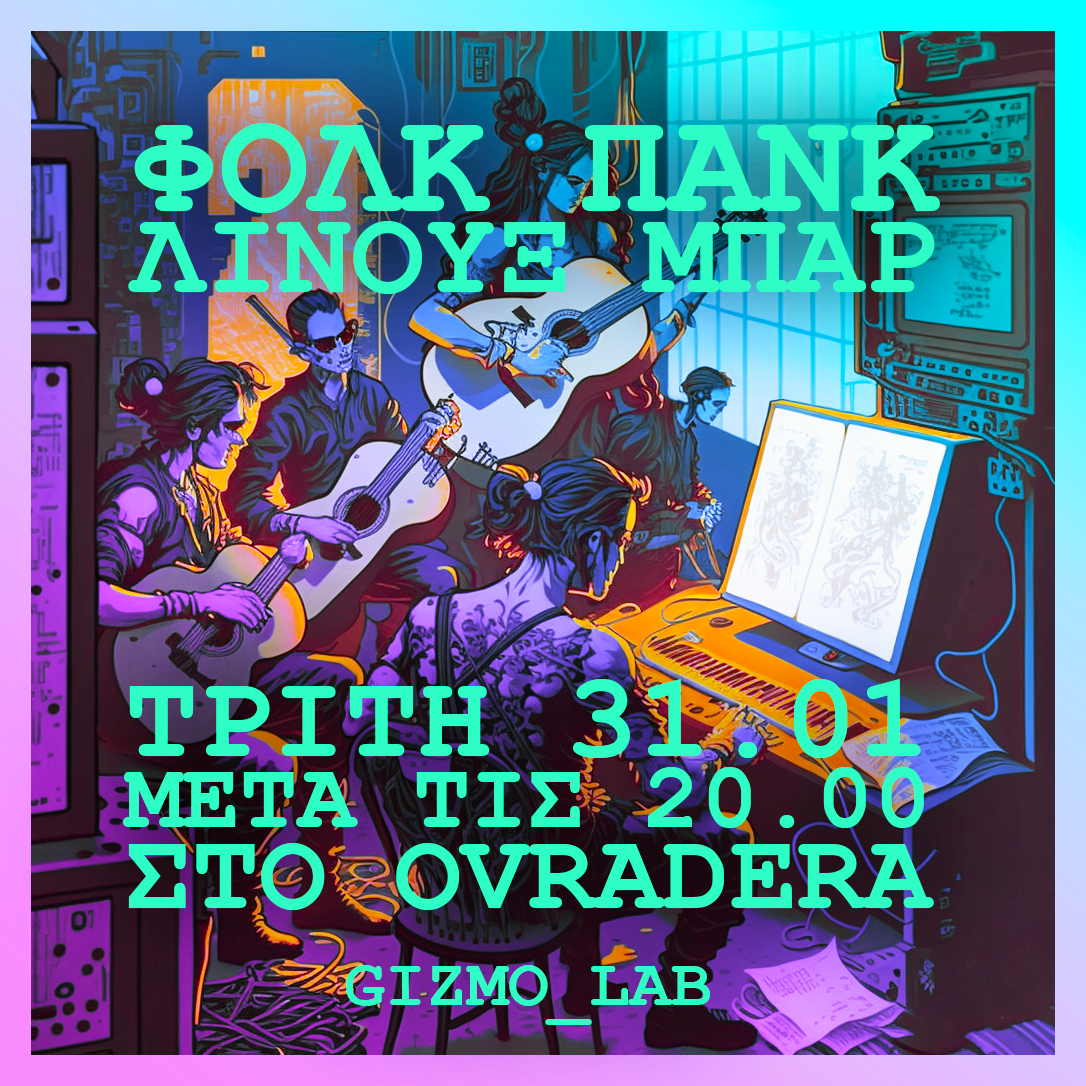 ΦΟΛΚ ΠΑΝΚ
ΛΙΝΟΥΞ ΜΠΑΡ
ΤΡΙΤΗ 31.01
ΜΕΤΑ ΤΙΣ 20.00
ΣΤΟ OVRADERA
GIZMO_LAB